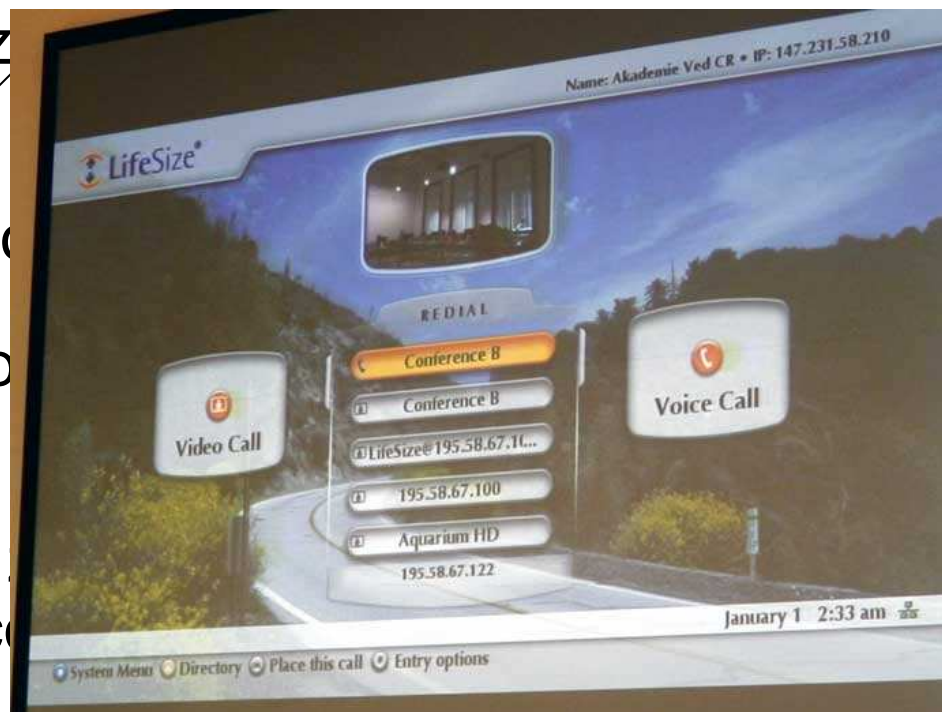 Name: Akademie Ved CR • IP: 147.231.58.210
LifeSize®
REDIAL
Conference B
Conference B
LifeSize@195.58.67.1(...
195.58.67.100
Aquarium HD
195.58.67.122
Video Call
Voice Call
January 1 2:33 am
System Menu Directory Place this call Entry options